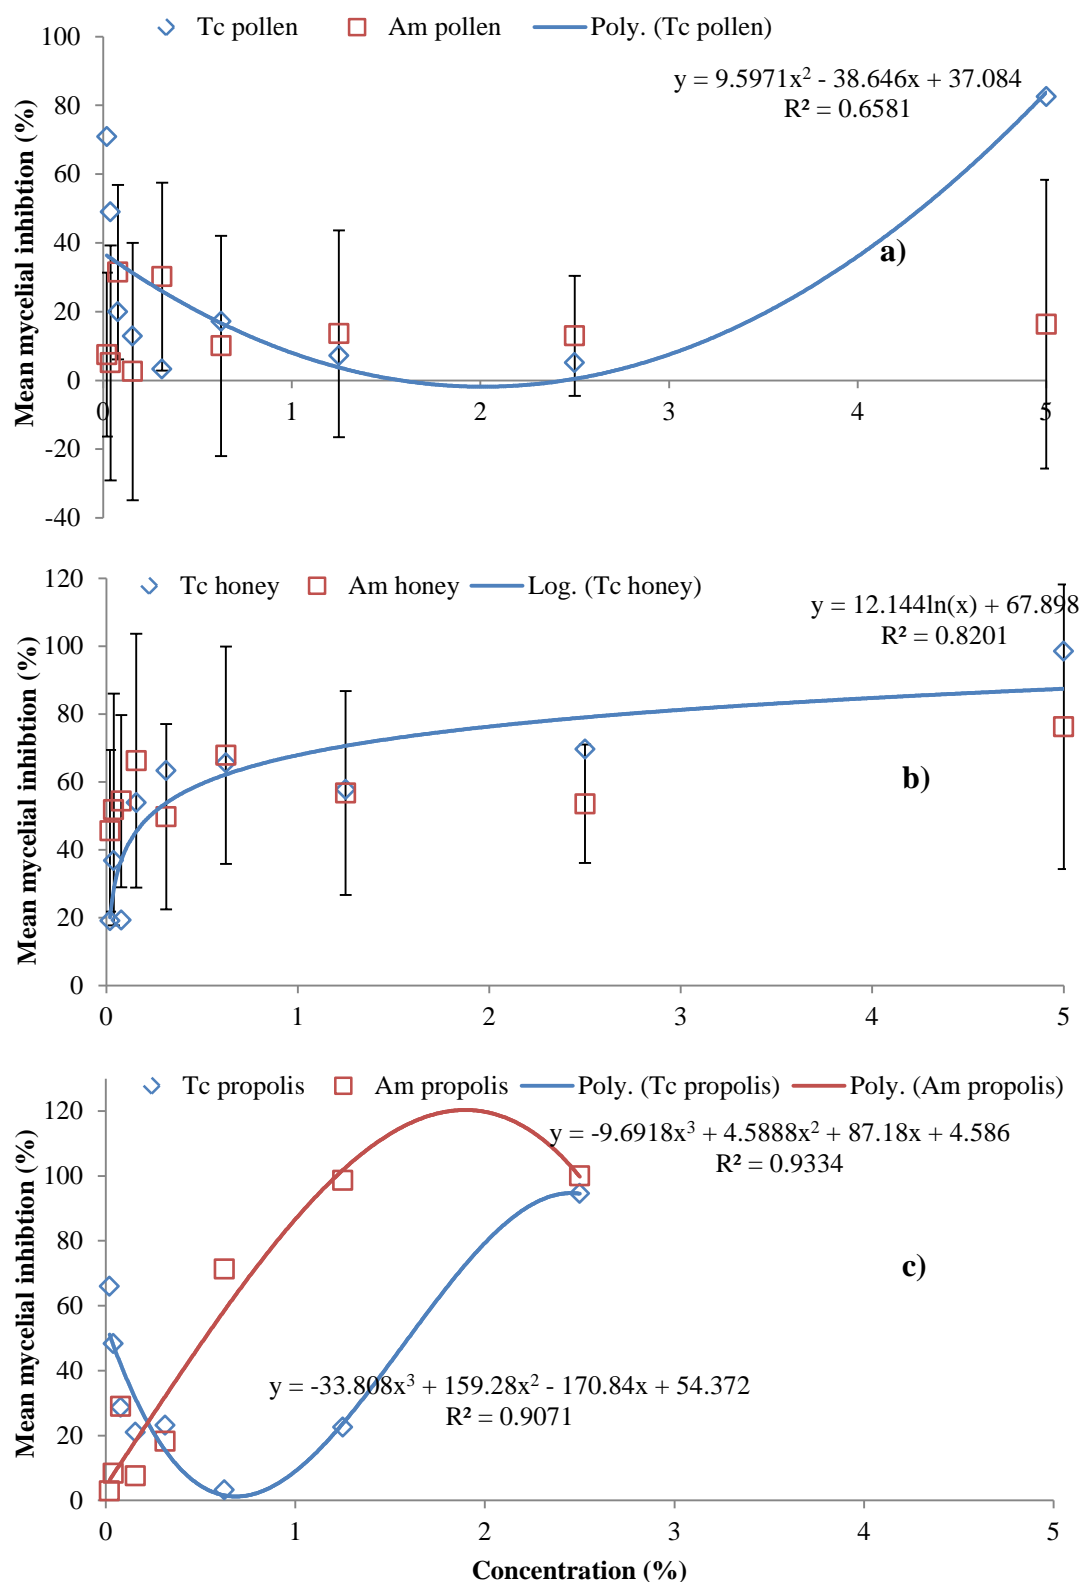 Tc pollen Am pollen Poly. (Tc pollen)
100
80
60
40
20
0
-20
-40
Mean mycelial inhibtion (%)
y = 9.5971x² - 38.646x + 37.084
R² = 0.6581
a)
0 1 2 3 4 5
Tc honey Am honey Log. (Tc honey)
120
100
80
60
40
20
0
Mean mycelial inhibtion (%)
y = 12.144ln(x) + 67.898
R² = 0.8201
b)
0 1 2 3 4 5
Tc propolis Am propolis Poly. (Tc propolis) Poly. (Am propolis)
120
100
80
60
40
20
0
Mean mycelial inhibtion (%)
y = -9.6918x³ + 4.5888x² + 87.18x + 4.586
R² = 0.9334
c)
y = -33.808x³ + 159.28x² - 170.84x + 54.372
R² = 0.9071
0 1 2 3 4 5
Concentration (%)